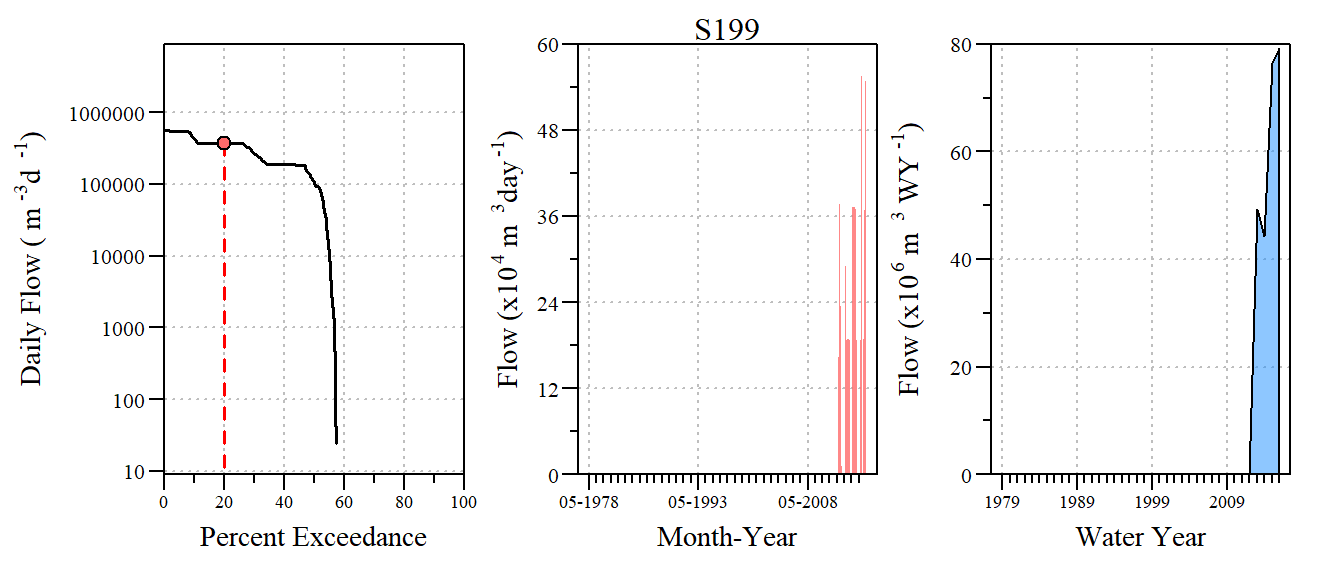 S199
Daily Flow ( m -3 d -1 )
1000000
100000
10000
1000
100
10
0 20 40 60 80 100
Percent Exceedance
Flow (x10 4 m 3 day -1 )
60
48
36
24
12
0
05-1978 05-1993 05-2008
Month-Year
Flow (x10 6 m 3 WY -1 )
80
60
40
20
0
1979 1989 1999 2009
Water Year